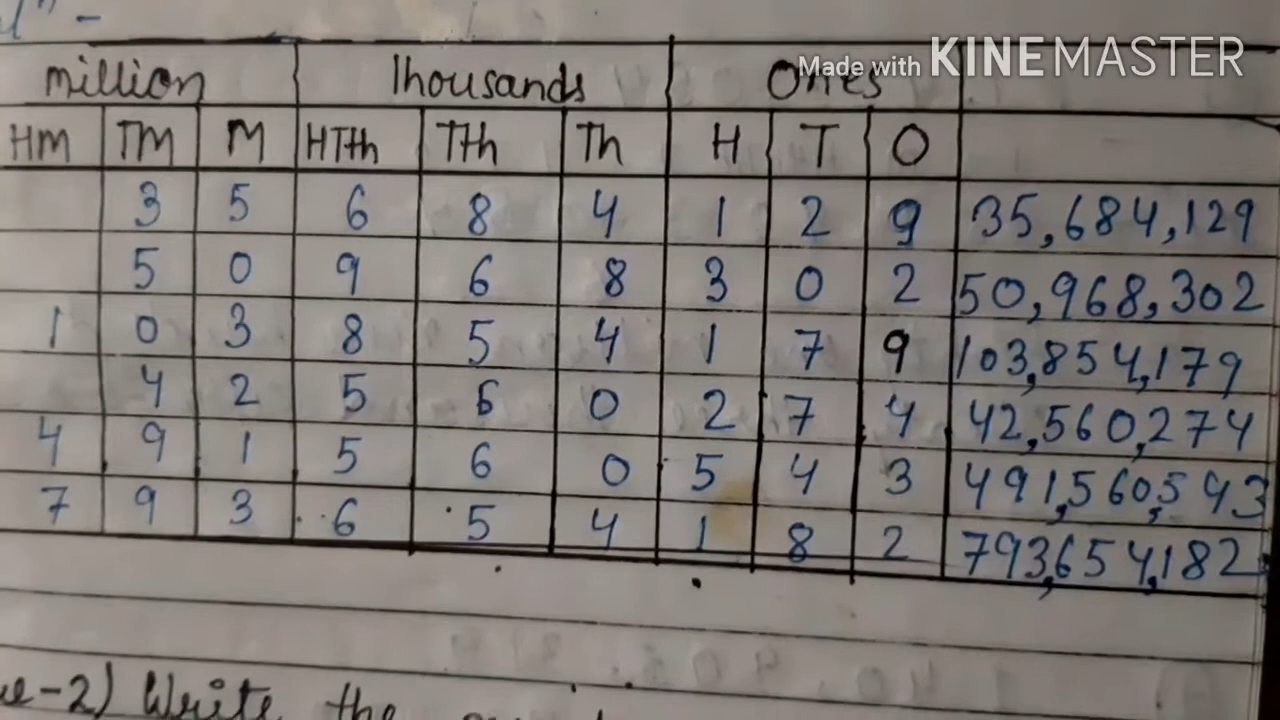 Made with KINEMASTER
million Thousands Ones
HM TM M HTth Tth Th H T O
3 5 6 8 4 1 2 9 35,684,129
5 0 9 6 8 3 0 2 50,968,302
1 0 3 8 5 4 1 7 9 103,854,179
4 2 5 6 0 2 7 4 42,560,274
4 9 1 5 6 0 5 4 3 491,560,543
7 9 3 6 5 4 1 8 2 793,654,182
-2) Write the